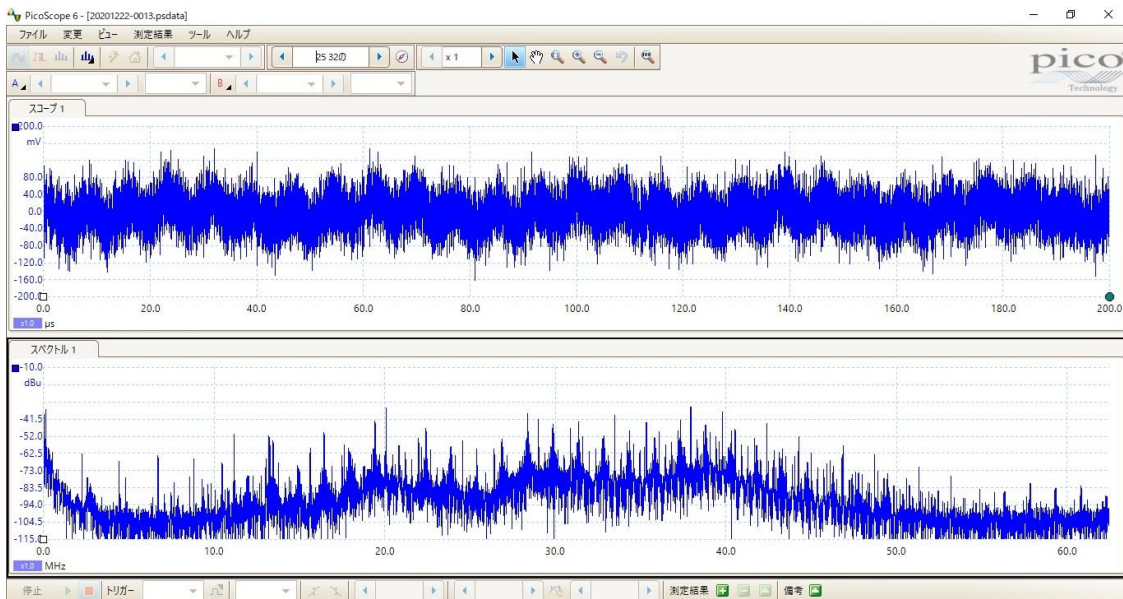 PicoScope 6 - [20201222-0013.psdata]
ファイル 変更 ビュー 測定結果 ツール ヘルプ
x 1
pico
Technology
A B
スコープ 1
200.0
mV
80.0
40.0
0.0
-40.0
-80.0
-120.0
-160.0
-200.0
0.0 20.0 40.0 60.0 80.0 100.0 120.0 140.0 160.0 180.0 200.0
x1.0 µs
スペクトル 1
-10.0
dBu
-41.5
-52.0
-62.5
-73.0
-83.5
-94.0
-104.5
-115.0
0.0 10.0 20.0 30.0 40.0 50.0 60.0
x1.0 MHz
停止 トリガー 測定結果 備考